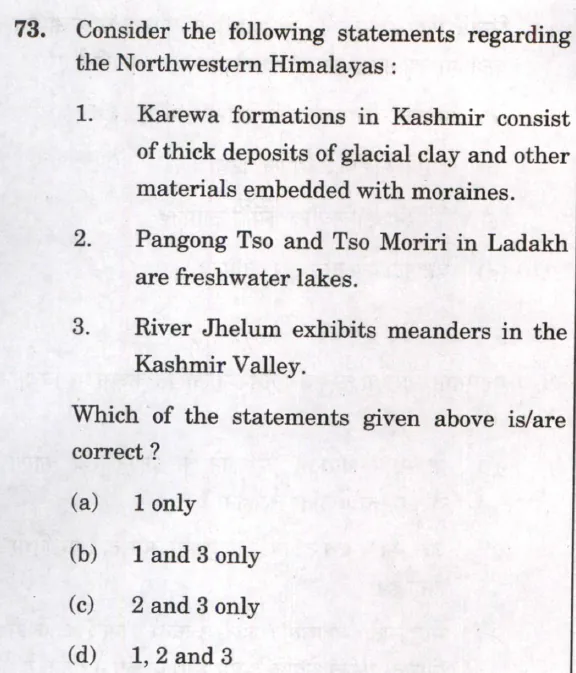 73. Consider the following statements regarding
the Northwestern Himalayas :
1. Karewa formations in Kashmir consist
of thick deposits of glacial clay and other
materials embedded with moraines.
2. Pangong Tso and Tso Moriri in Ladakh
are freshwater lakes.
3. River Jhelum exhibits meanders in the
Kashmir Valley.
Which of the statements given above is/are
correct ?
(a) 1 only
(b) 1 and 3 only
(c) 2 and 3 only
(d) 1, 2 and 3